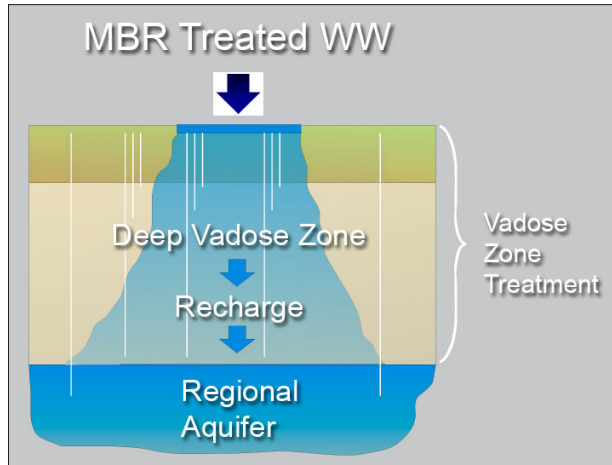 MBR Treated WW
Deep Vadose Zone
Recharge
Regional
Aquifer
Vadose
Zone
Treatment